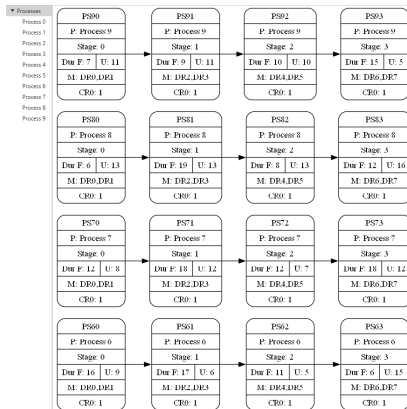 Processes
Process 0
Process 1
Process 2
Process 3
Process 4
Process 5
Process 6
Process 7
Process 8
Process 9
PS90 PS91 PS92 PS93
P: Process 9 P: Process 9 P: Process 9 P: Process 9
Stage: 0 Stage: 1 Stage: 2 Stage: 3
Dur F: 7 U: 11 Dur F: 9 U: 11 Dur F: 10 U: 10 Dur F: 15 U: 5
M: DR0,DR1 M: DR2,DR3 M: DR4,DR5 M: DR6,DR7
CR0: 1 CR0: 1 CR0: 1 CR0: 1
PS80 PS81 PS82 PS83
P: Process 8 P: Process 8 P: Process 8 P: Process 8
Stage: 0 Stage: 1 Stage: 2 Stage: 3
Dur F: 6 U: 13 Dur F: 19 U: 13 Dur F: 8 U: 13 Dur F: 12 U: 16
M: DR0,DR1 M: DR2,DR3 M: DR4,DR5 M: DR6,DR7
CR0: 1 CR0: 1 CR0: 1 CR0: 1
PS70 PS71 PS72 PS73
P: Process 7 P: Process 7 P: Process 7 P: Process 7
Stage: 0 Stage: 1 Stage: 2 Stage: 3
Dur F: 12 U: 8 Dur F: 18 U: 12 Dur F: 12 U: 7 Dur F: 18 U: 12
M: DR0,DR1 M: DR2,DR3 M: DR4,DR5 M: DR6,DR7
CR0: 1 CR0: 1 CR0: 1 CR0: 1
PS60 PS61 PS62 PS63
P: Process 6 P: Process 6 P: Process 6 P: Process 6
Stage: 0 Stage: 1 Stage: 2 Stage: 3
Dur F: 16 U: 9 Dur F: 17 U: 6 Dur F: 11 U: 5 Dur F: 6 U: 15
M: DR0,DR1 M: DR2,DR3 M: DR4,DR5 M: DR6,DR7
CR0: 1 CR0: 1 CR0: 1 CR0: 1